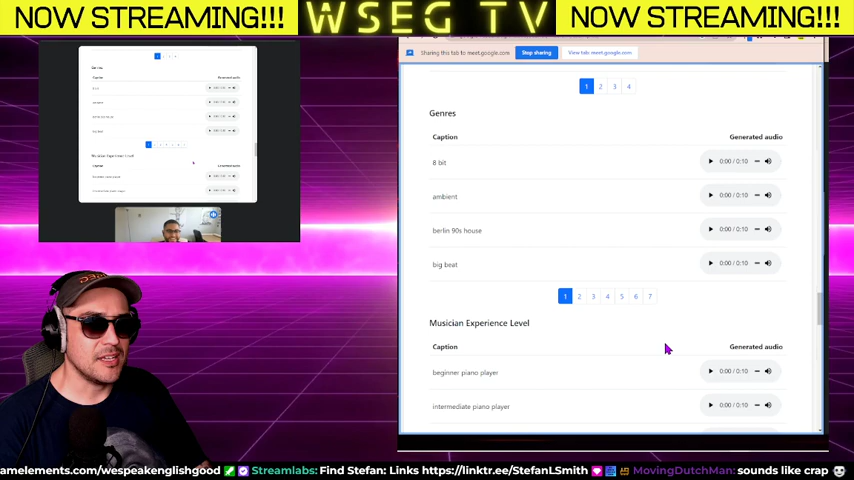 NOW STREAMING!!!
WSEG TV
NOW STREAMING!!!
Sharing this tab to meet.google.com
Stop sharing
View tab: meet.google.com
1 2 3 4
Genres
Caption Generated audio
8 bit 0:00 / 0:10
ambient 0:00 / 0:10
berlin 90s house 0:00 / 0:10
big beat 0:00 / 0:10
1 2 3 4 5 6 7
Musician Experience Level
Caption Generated audio
beginner piano player 0:00 / 0:10
intermediate piano player 0:00 / 0:10
amelements.com/wespeakenglishgood Streamlabs: Find Stefan: Links https://linktr.ee/StefanLSmith MovingDutchMan: sounds like crap